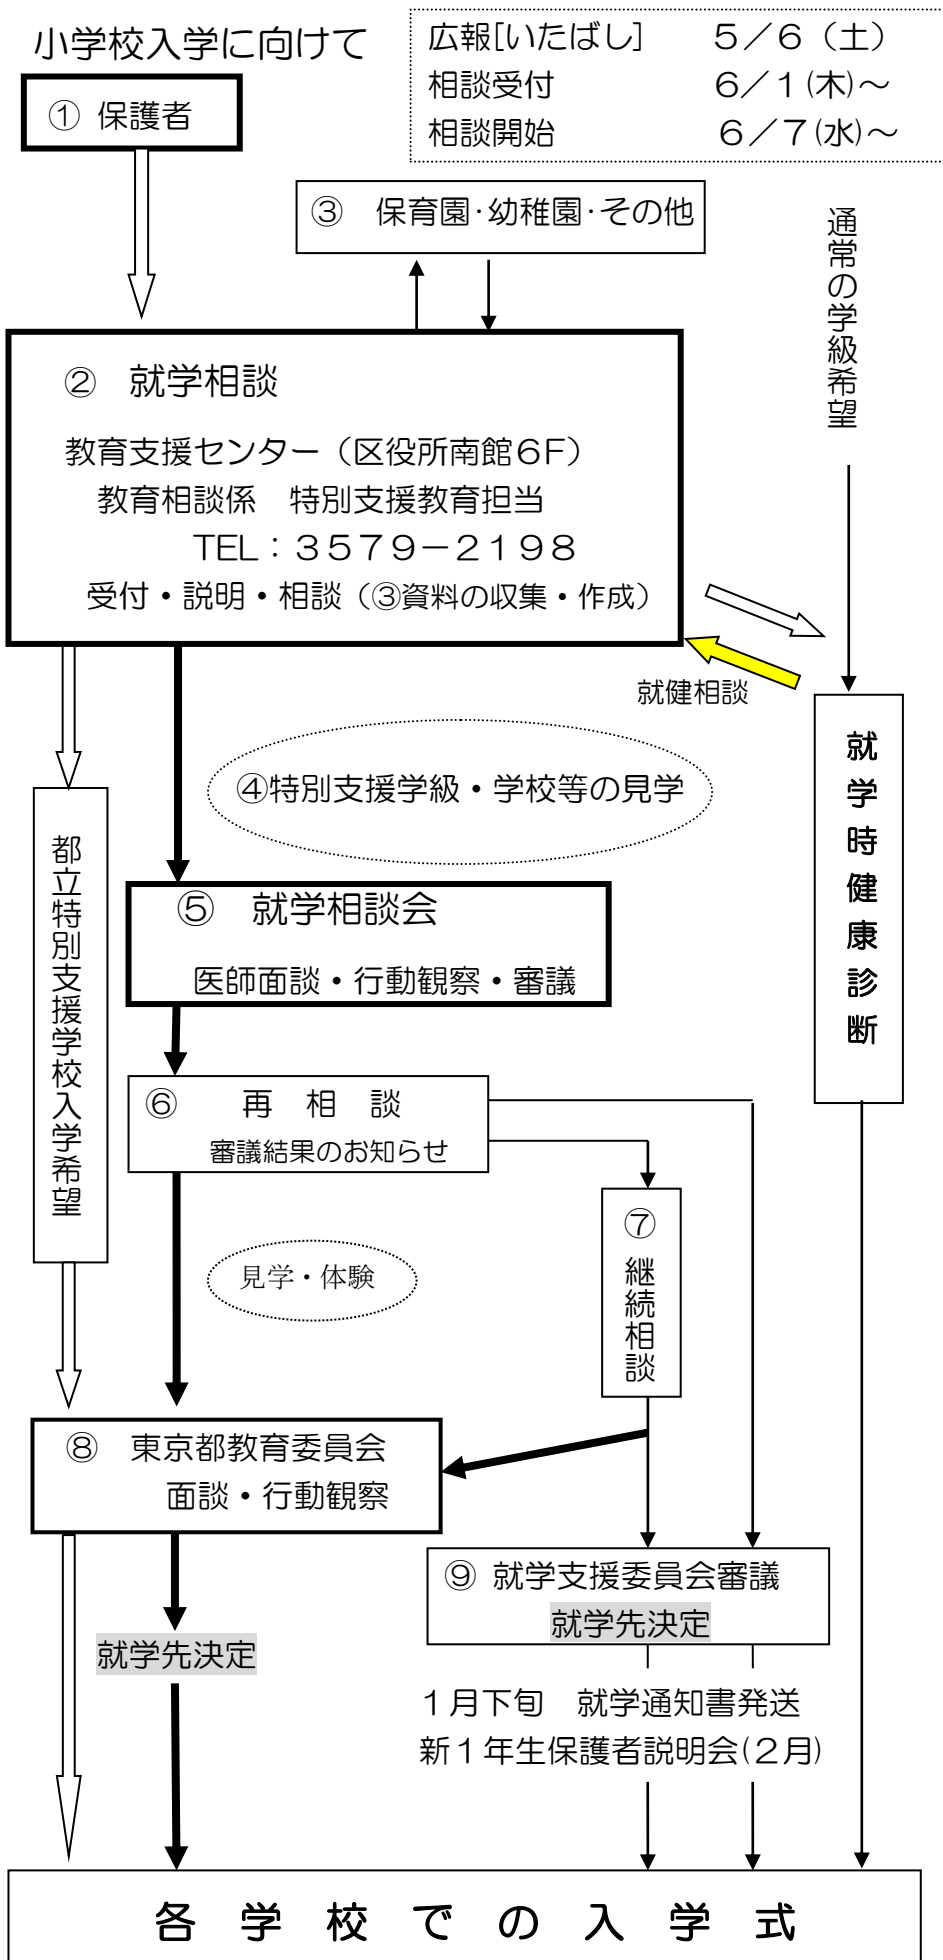 小学校入学に向けて
広報[いたばし]　　５／６（土）
相談受付　　　　　６／１(木)～
相談開始　　　　　６／７(水)～
① 保護者
③　保育園･幼稚園･その他
通常の学級希望
②　就学相談
教育支援センター（区役所南館６F）
教育相談係　特別支援教育担当
TEL：３５７９－２１９８
受付・説明・相談（③資料の収集・作成）
就健相談
就学時健康診断
④特別支援学級・学校等の見学
都立特別支援学校入学希望
⑤　就学相談会
医師面談・行動観察・審議
⑥　　再　相　談
審議結果のお知らせ
⑦継続相談
見学・体験
⑧　東京都教育委員会
面談・行動観察
⑨ 就学支援委員会審議
就学先決定
就学先決定
１月下旬　就学通知書発送
新１年生保護者説明会(２月)
各　学　校　で　の　入　学　式